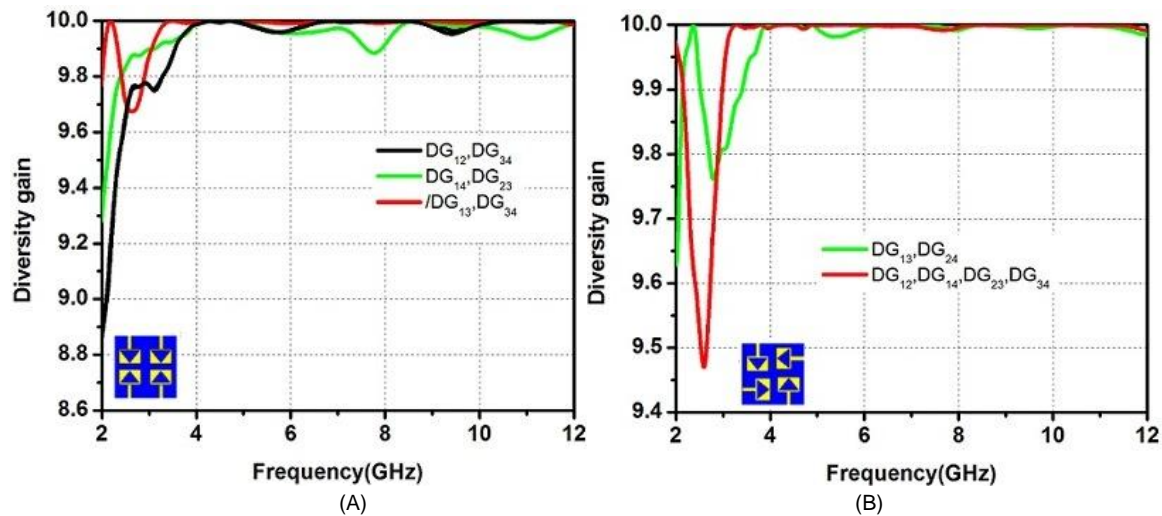 10.0
9.8
9.6
9.4
9.2
9.0
8.8
8.6
Diversity gain
DG12,DG34
DG14,DG23
/DG13,DG34
2 4 6 8 10 12
Frequency(GHz)
(A)
10.0
9.9
9.8
9.7
9.6
9.5
9.4
Diversity gain
DG13,DG24
DG12,DG14,DG23,DG34
2 4 6 8 10 12
Frequency(GHz)
(B)